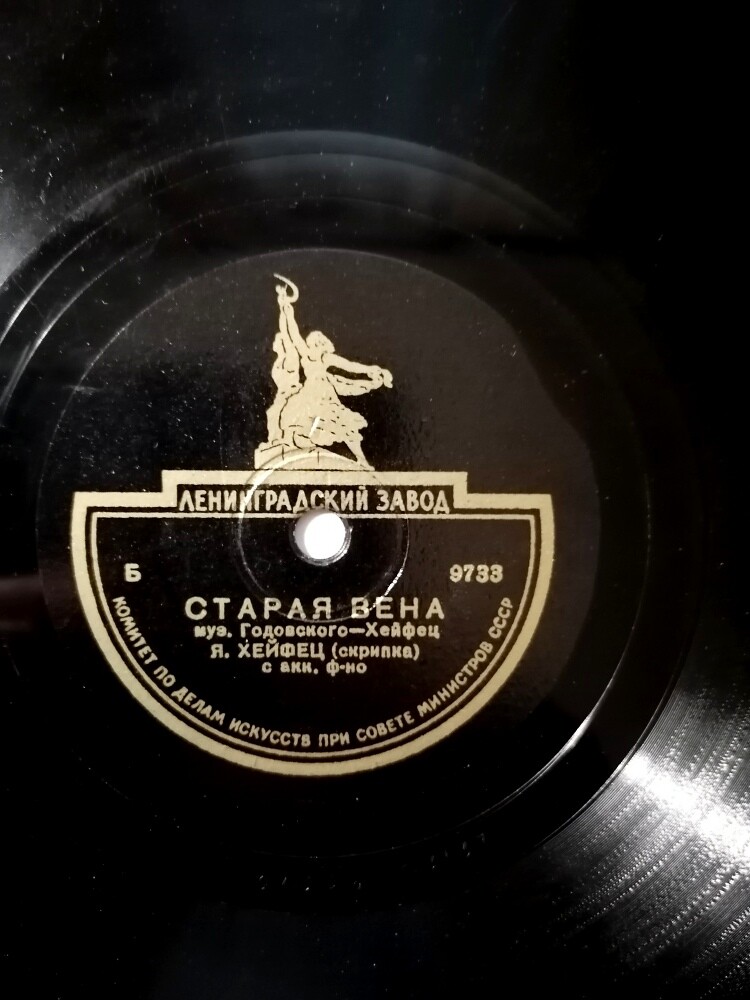 ЛЕНИНГРАДСКИЙ ЗАВОД
Б 9733
СТАРАЯ ВЕНА
муз. Годовского—Хейфец
Я. ХЕЙФЕЦ (скрипка)
с акк. ф-но
КОМИТЕТ ПО ДЕЛАМ ИСКУССТВ ПРИ СОВЕТЕ МИНИСТРОВ СССР